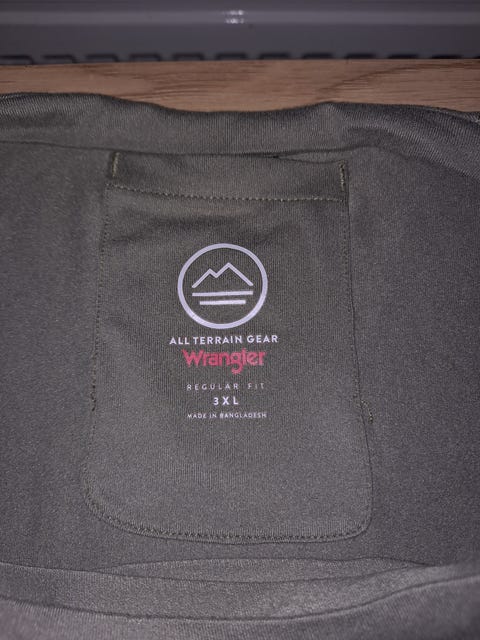 ALL TERRAIN GEAR
Wrangler
REGULAR FIT
3XL
MADE IN BANGLADESH